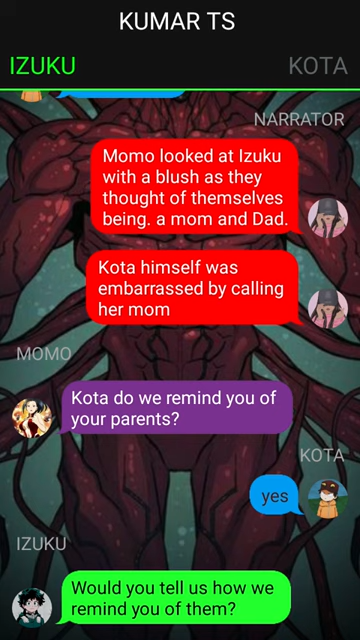 KUMAR TS
IZUKU
KOTA
NARRATOR
Momo looked at Izuku
with a blush as they
thought of themselves
being. a mom and Dad.
Kota himself was
embarrassed by calling
her mom
MOMO
Kota do we remind you of
your parents?
KOTA
yes
IZUKU
Would you tell us how we
remind you of them?